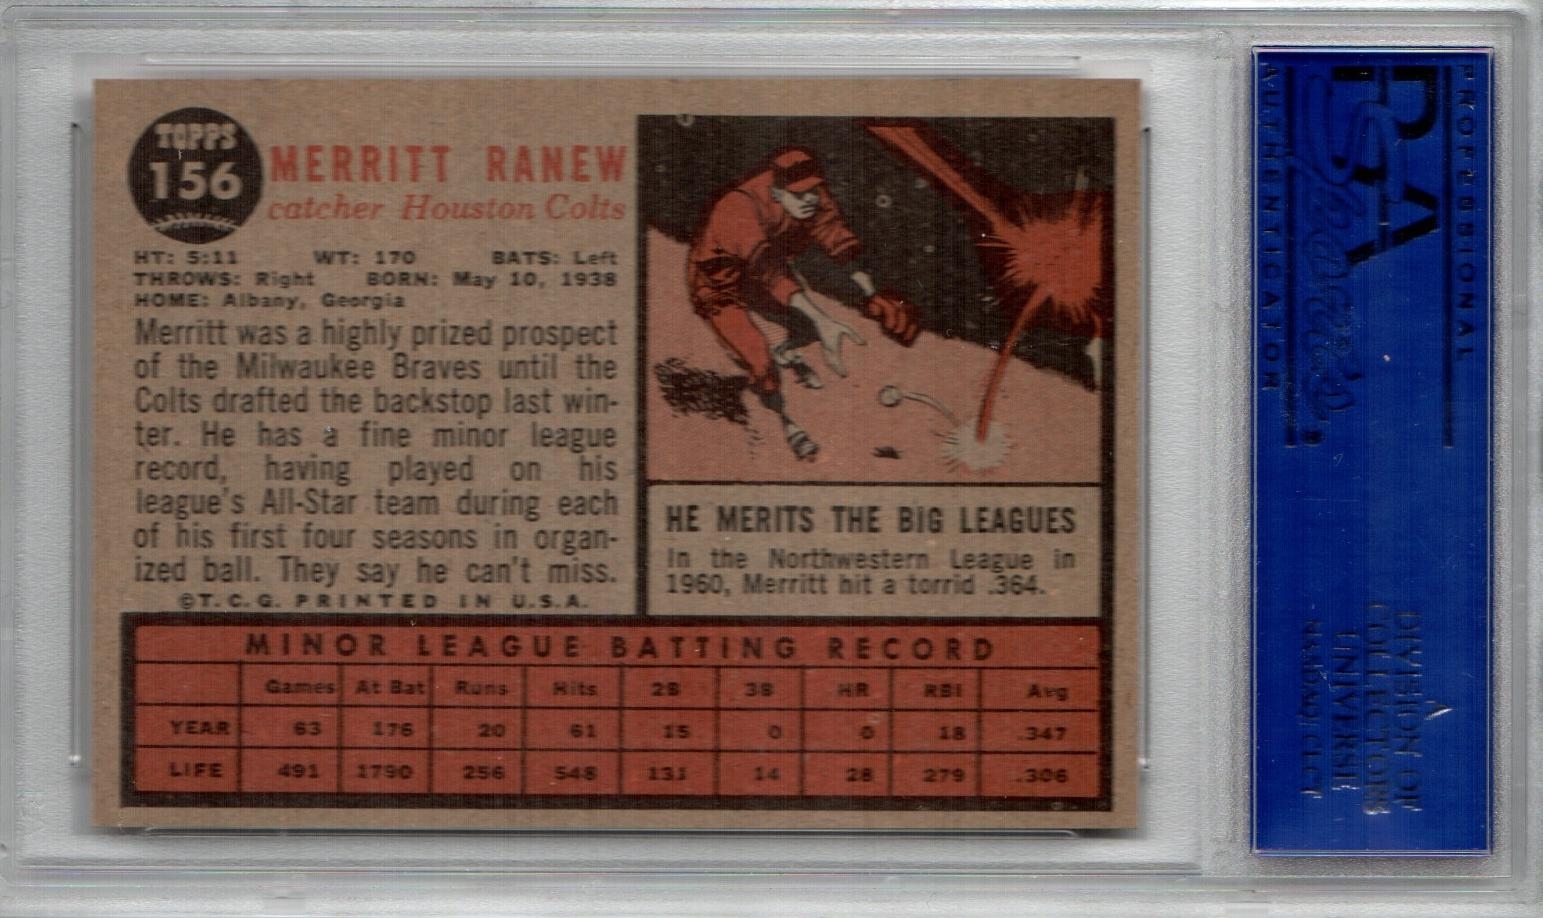 TOPPS
156
MERRITT RANEW
catcher Houston Colts
HT: 5:11 WT: 170 BATS: Left
THROWS: Right BORN: May 10, 1938
HOME: Albany, Georgia
Merritt was a highly prized prospect
of the Milwaukee Braves until the
Colts drafted the backstop last win-
ter. He has a fine minor league
record, having played on his
league's All-Star team during each
of his first four seasons in organ-
ized ball. They say he can't miss.
©T.C.G. PRINTED IN U.S.A.
HE MERITS THE BIG LEAGUES
In the Northwestern League in
1960, Merritt hit a torrid .364.
MINOR LEAGUE BATTING RECORD
Games At Bat Runs Hits 2B 3B HR RBI Avg
YEAR 63 176 20 61 15 0 0 18 .347
LIFE 491 1790 256 548 131 14 28 279 .306
PROFESSIONAL
PSA
Sports
AUTHENTICATOR
A
DIVISION OF
COLLECTORS
UNIVERSE
NASDAQ: CLCT